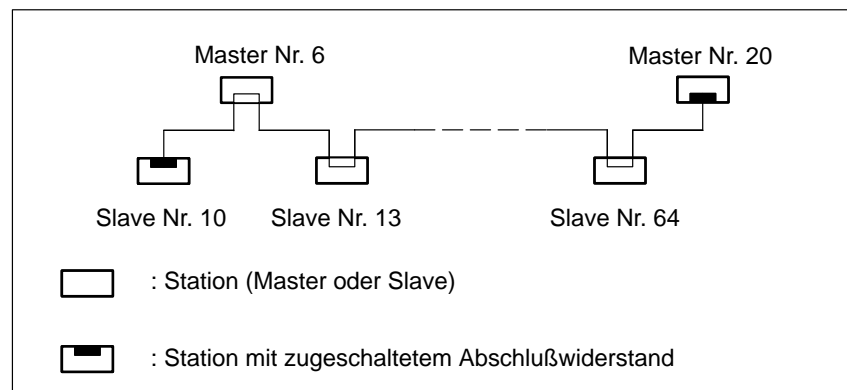 Master Nr. 6
Master Nr. 20
Slave Nr. 10
Slave Nr. 13
Slave Nr. 64
: Station (Master oder Slave)
: Station mit zugeschaltetem Abschlußwiderstand